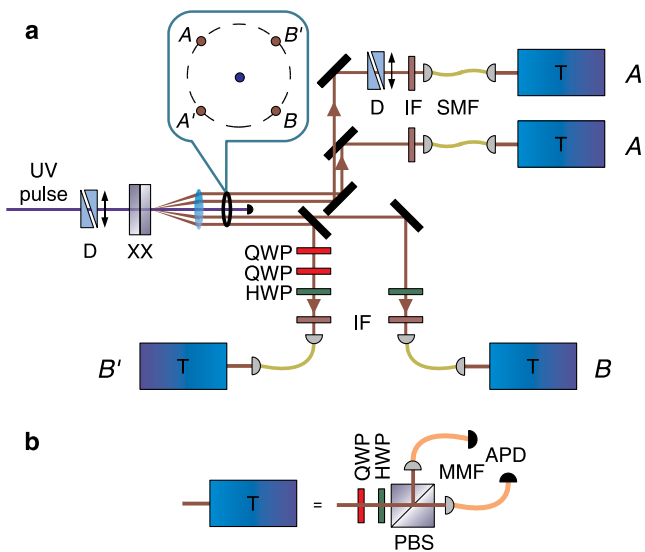 a
A
B'
A'
B
D
IF
SMF
T
A
T
A
UV
pulse
D
XX
QWP
QWP
HWP
IF
B'
T
T
B
b
T
=
QWP
HWP
PBS
MMF
APD